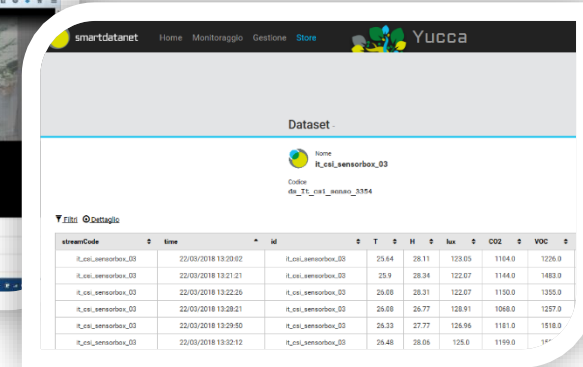 smartdatanet Home Monitoraggio Gestione Store Yucca
Dataset -
Nome
it_csi_sensorbox_03
Codice
ds_It_csi_senso_3354
Filtri Dettaglio
streamCode time id T H lux CO2 VOC
it_csi_sensorbox_03 22/03/2018 13:20:02 it_csi_sensorbox_03 25.64 28.11 123.05 1104.0 1226.0
it_csi_sensorbox_03 22/03/2018 13:21:21 it_csi_sensorbox_03 25.9 28.34 122.07 1144.0 1483.0
it_csi_sensorbox_03 22/03/2018 13:22:26 it_csi_sensorbox_03 26.08 28.31 122.07 1150.0 1355.0
it_csi_sensorbox_03 22/03/2018 13:28:21 it_csi_sensorbox_03 26.08 26.77 128.91 1068.0 1257.0
it_csi_sensorbox_03 22/03/2018 13:29:50 it_csi_sensorbox_03 26.33 27.77 126.96 1181.0 1518.0
it_csi_sensorbox_03 22/03/2018 13:32:12 it_csi_sensorbox_03 26.48 28.06 125.0 1199.0